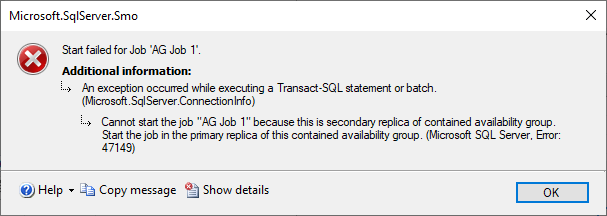 Microsoft.SqlServer.Smo
Start failed for Job 'AG Job 1'.
Additional information:
An exception occurred while executing a Transact-SQL statement or batch.
(Microsoft.SqlServer.ConnectionInfo)
Cannot start the job "AG Job 1" because this is secondary replica of contained availability group.
Start the job in the primary replica of this contained availability group. (Microsoft SQL Server, Error:
47149)
Help Copy message Show details OK